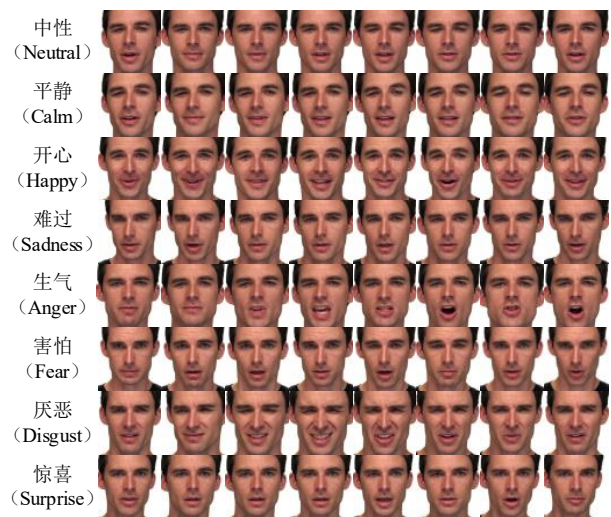 中性
（Neutral）
平静
（Calm）
开心
（Happy）
难过
（Sadness）
生气
（Anger）
害怕
（Fear）
厌恶
（Disgust）
惊喜
（Surprise）